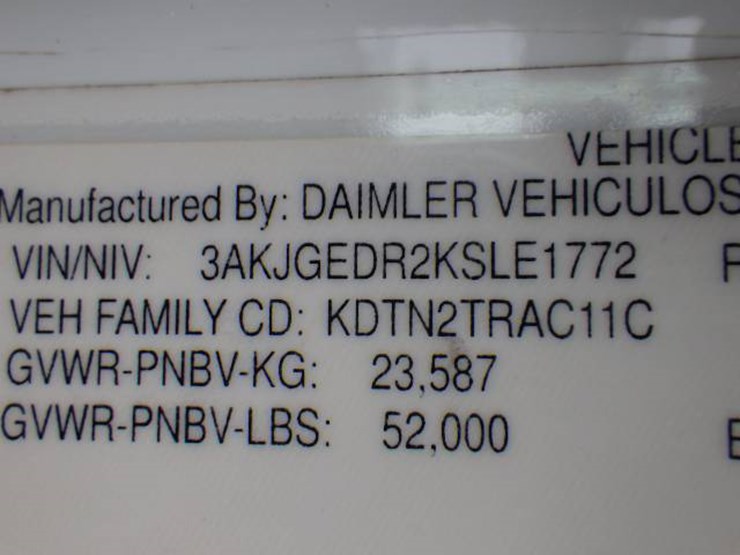 VEHICLE
Manufactured By: DAIMLER VEHICULOS
VIN/NIV: 3AKJGEDR2KSLE1772
VEH FAMILY CD: KDTN2TRAC11C
GVWR-PNBV-KG: 23,587
GVWR-PNBV-LBS: 52,000